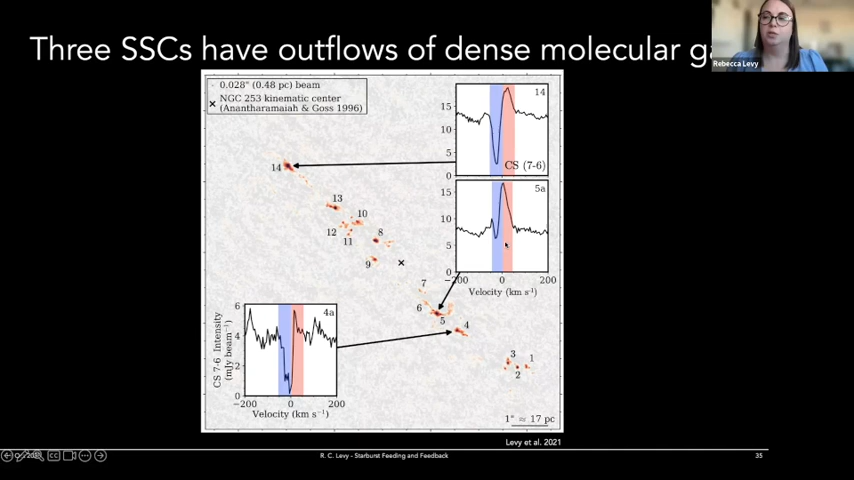 Three SSCs have outflows of dense molecular
Rebecca Levy
0.028" (0.48 pc) beam
NGC 253 kinematic center
(Anantharamaiah & Goss 1996)
14
15
10
5
0
CS (7-6)
5a
15
10
5
0
−200 0 200
Velocity (km s⁻¹)
14
13
10
12
11
8
9
7
6
5
4
3
1
2
4a
6
4
2
0
CS 7-6 Intensity
(mJy beam⁻¹)
−200 0 200
Velocity (km s⁻¹)
1" ≈ 17 pc
Levy et al. 2021
R. C. Levy - Starburst Feeding and Feedback
35